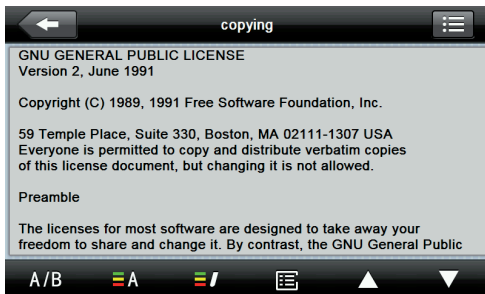 copying
GNU GENERAL PUBLIC LICENSE
Version 2, June 1991
Copyright (C) 1989, 1991 Free Software Foundation, Inc.
59 Temple Place, Suite 330, Boston, MA 02111-1307 USA
Everyone is permitted to copy and distribute verbatim copies
of this license document, but changing it is not allowed.
Preamble
The licenses for most software are designed to take away your
freedom to share and change it. By contrast, the GNU General Public
A/B
A